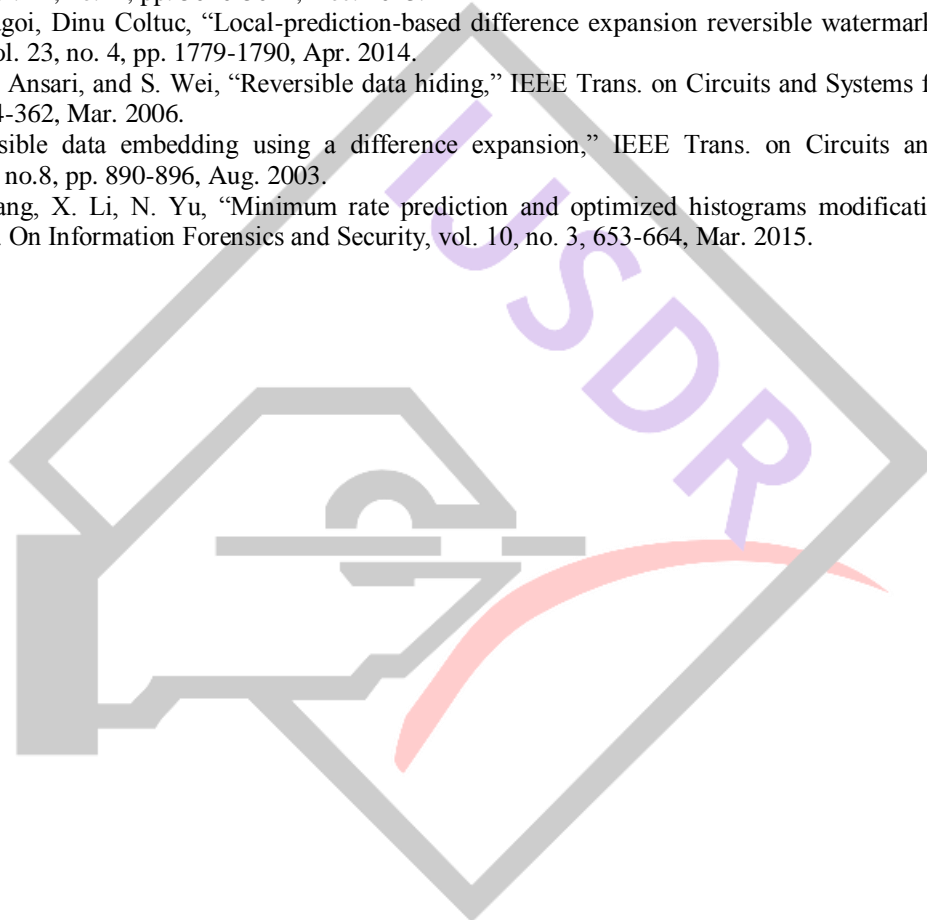 goi, Dinu Coltuc, “Local-prediction-based difference expansion reversible watermark
vol. 23, no. 4, pp. 1779-1790, Apr. 2014.
Ansari, and S. Wei, “Reversible data hiding,” IEEE Trans. on Circuits and Systems f
4-362, Mar. 2006.
sible data embedding using a difference expansion,” IEEE Trans. on Circuits an
no.8, pp. 890-896, Aug. 2003.
ang, X. Li, N. Yu, “Minimum rate prediction and optimized histograms modificati
On Information Forensics and Security, vol. 10, no. 3, 653-664, Mar. 2015.
IJSDR